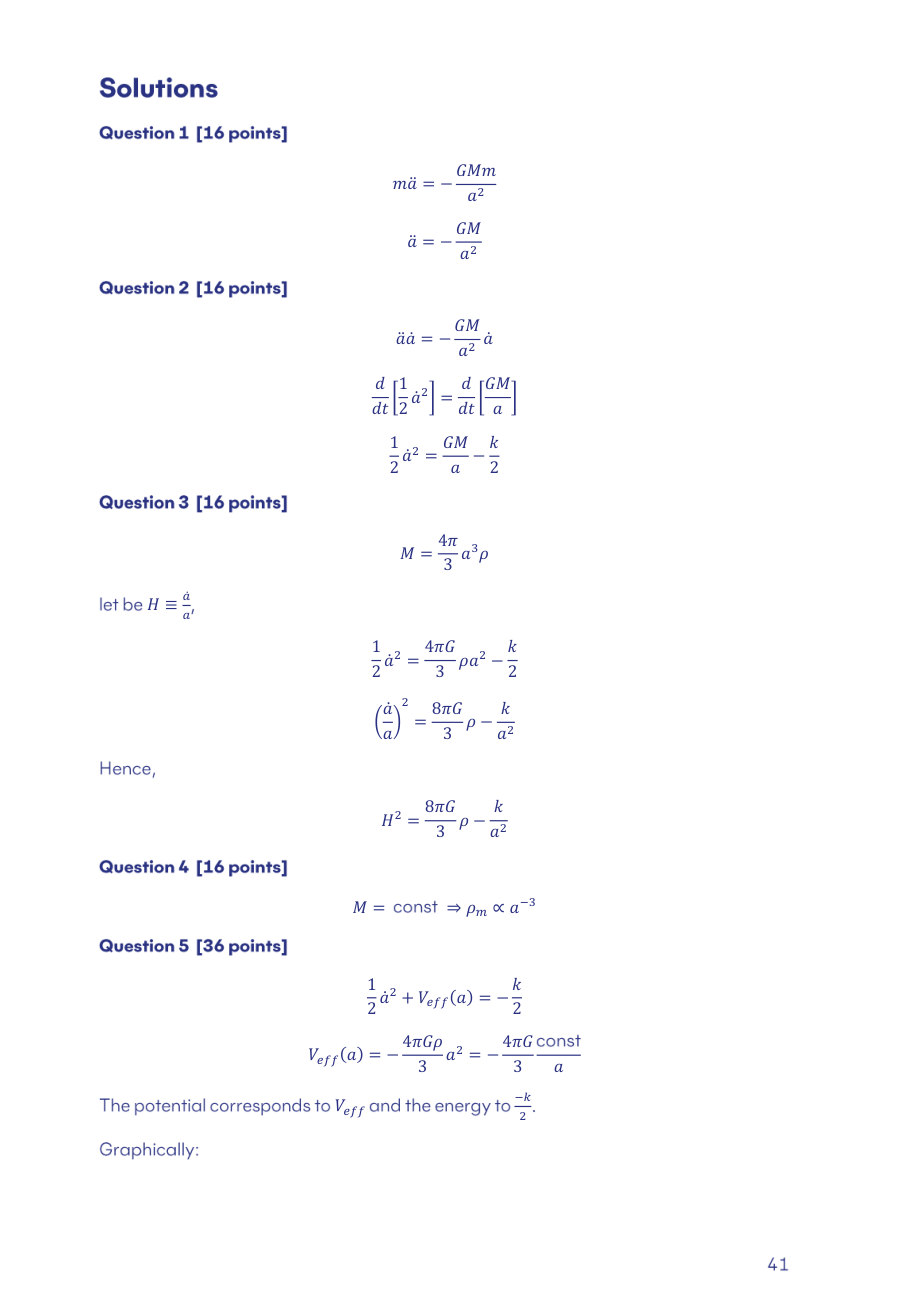 Solutions
Question 1 [16 points]
mä = −GMm/a²
ä = −GM/a²
Question 2 [16 points]
äȧ = −GM/a² ȧ
d/dt [1/2 ȧ²] = d/dt [GM/a]
1/2 ȧ² = GM/a − k/2
Question 3 [16 points]
M = 4π/3 a³ρ
let be H ≡ ȧ/a,
1/2 ȧ² = 4πG/3 ρa² − k/2
(ȧ/a)² = 8πG/3 ρ − k/a²
Hence,
H² = 8πG/3 ρ − k/a²
Question 4 [16 points]
M = const ⇒ ρₘ ∝ a⁻³
Question 5 [36 points]
1/2 ȧ² + V_eff(a) = −k/2
V_eff(a) = −4πGρ/3 a² = −4πG/3 const/a
The potential corresponds to V_eff and the energy to −k/2.
Graphically:
41